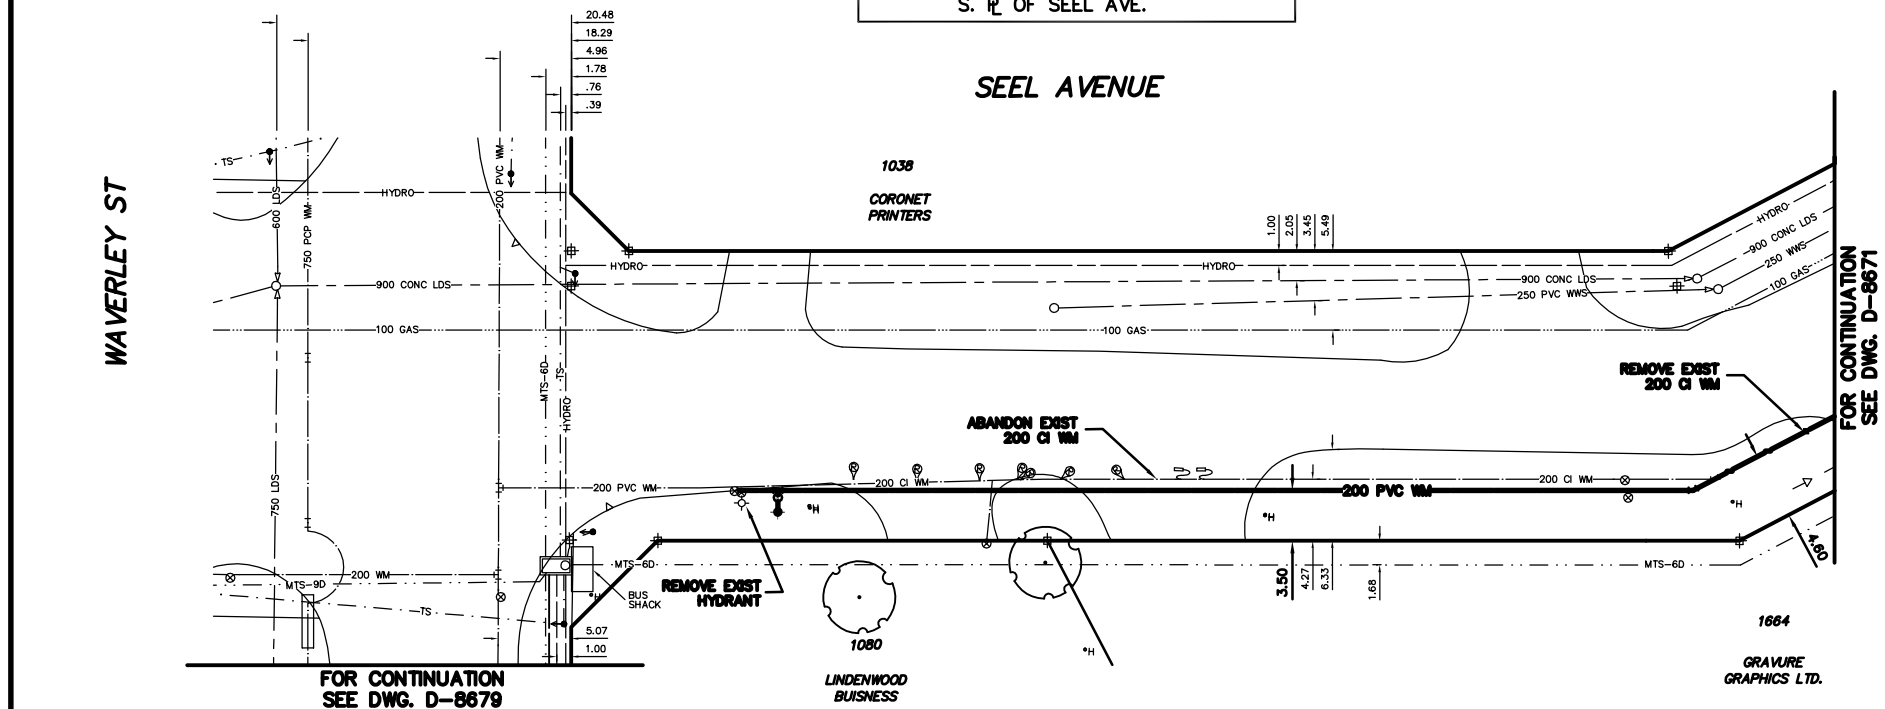 S. PL OF SEEL AVE.
20.48
18.29
4.96
1.78
.76
.39
SEEL AVENUE
WAVERLEY ST
TS
600 LDS
750 PCP WM
HYDRO
200 PVC WM
1038
CORONET
PRINTERS
1.00
2.05
3.45
5.49
HYDRO
HYDRO
HYDRO
900 CONC LDS
250 WWS
100 GAS
900 CONC LDS
900 CONC LDS
250 PVC WWS
100 GAS
100 GAS
FOR CONTINUATION
SEE DWG. D-8671
MTS-6D
TS
HYDRO
REMOVE EXIST
200 CI WM
ABANDON EXIST
200 CI WM
750 LDS
200 PVC WM
200 CI WM
200 PVC WM
200 CI WM
H
H
H
200 WM
MTS-9D
TS
MTS-6D
H
BUS
SHACK
REMOVE EXIST
HYDRANT
3.50
4.27
6.33
1.68
MTS-6D
4.60
5.07
1.00
1080
LINDENWOOD
BUISNESS
H
1664
GRAVURE
GRAPHICS LTD.
FOR CONTINUATION
SEE DWG. D-8679